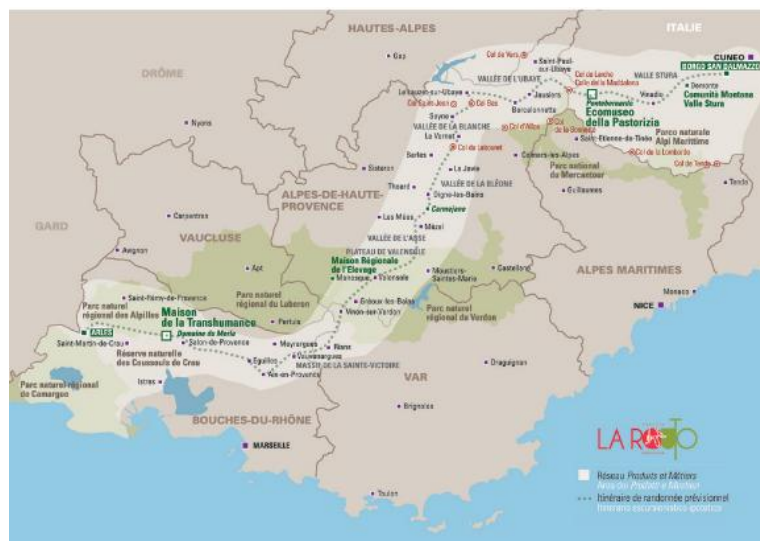 HAUTES-ALPES
ITALIE
DRÔME
Gap
Col de Vars
Saint-Paul-
sur-Ubaye
CUNEO
BORGO SAN DALMAZZO
VALLÉE DE L'UBAYE
VALLE STURA
Col de Larche
Colle della Maddalena
Le Lauzet-sur-Ubaye
Jausiers
Demonte
Vinadio
Comunità Montana
Valle Stura
Col Saint-Jean
Col Bas
Barcelonnette
Pontebernardo
Ecomuseo
della Pastorizia
Seyne
Col d'Allos
Col
de la Bonette
Saint-Etienne-de-Tinée
Parco naturale
Alpi Marittime
Nyons
VALLÉE DE LA BLANCHE
Le Vernet
Col de Labouret
Colmars-les-Alpes
Col de la Lombarde
Col de Tende
Barles
Sisteron
La Javie
Parc national
du Mercantour
Tende
ALPES-DE-HAUTE-
PROVENCE
Thoard
VALLÉE DE LA BLÉONE
Digne-les-Bains
Guillaumes
Carmejane
GARD
Carpentras
Les Mées
Mézel
VAUCLUSE
VALLÉE DE L'ASSE
PLATEAU DE VALENSOLE
Avignon
Apt
Maison Régionale
de l'Elevage
Manosque
Valensole
Moustiers-
Sainte-Marie
Castellane
ALPES MARITIMES
Monaco
NICE
Saint-Rémy-de-Provence
Parc naturel
régional des Alpilles
Parc naturel
régional du Luberon
Gréoux-les-Bains
Vinon-sur-Verdon
Parc naturel
régional du Verdon
Maison
de la Transhumance
Domaine du Merle
Pertuis
ARLES
Saint-Martin-de-Crau
Salon-de-Provence
Meyrargues
Rians
Vauvenargues
Réserve naturelle
des Coussouls de Crau
Eguilles
Aix-en-Provence
MASSIF DE LA SAINTE-VICTOIRE
Draguignan
Parc naturel régional
de Camargue
Istres
VAR
BOUCHES-DU-RHÔNE
Brignoles
MARSEILLE
Toulon
LA ROUTO
Réseau Produits et Métiers
Itinéraire de randonnée prévisionnel